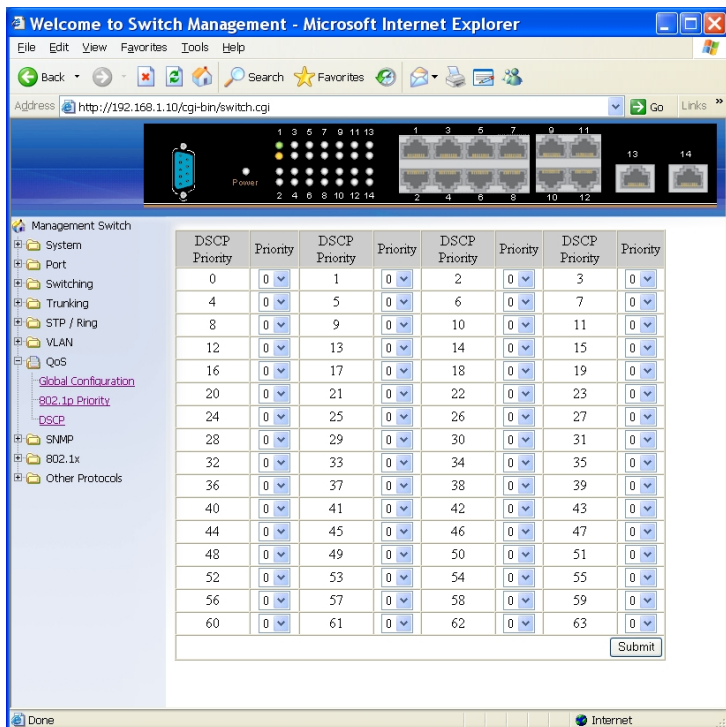 Welcome to Switch Management - Microsoft Internet Explorer
File Edit View Favorites Tools Help
Back Search Favorites
Address http://192.168.1.10/cgi-bin/switch.cgi Go Links »
1 3 5 7 9 11 13 1 3 5 7 9 11
Power 13 14
2 4 6 8 10 12 14 2 4 6 8 10 12
Management Switch
System
Port
Switching
Trunking
STP / Ring
VLAN
QoS
Global Configuration
802.1p Priority
DSCP
SNMP
802.1x
Other Protocols
DSCP Priority Priority DSCP Priority Priority DSCP Priority Priority DSCP Priority Priority
0 0 1 0 2 0 3 0
4 0 5 0 6 0 7 0
8 0 9 0 10 0 11 0
12 0 13 0 14 0 15 0
16 0 17 0 18 0 19 0
20 0 21 0 22 0 23 0
24 0 25 0 26 0 27 0
28 0 29 0 30 0 31 0
32 0 33 0 34 0 35 0
36 0 37 0 38 0 39 0
40 0 41 0 42 0 43 0
44 0 45 0 46 0 47 0
48 0 49 0 50 0 51 0
52 0 53 0 54 0 55 0
56 0 57 0 58 0 59 0
60 0 61 0 62 0 63 0
Submit
Done Internet